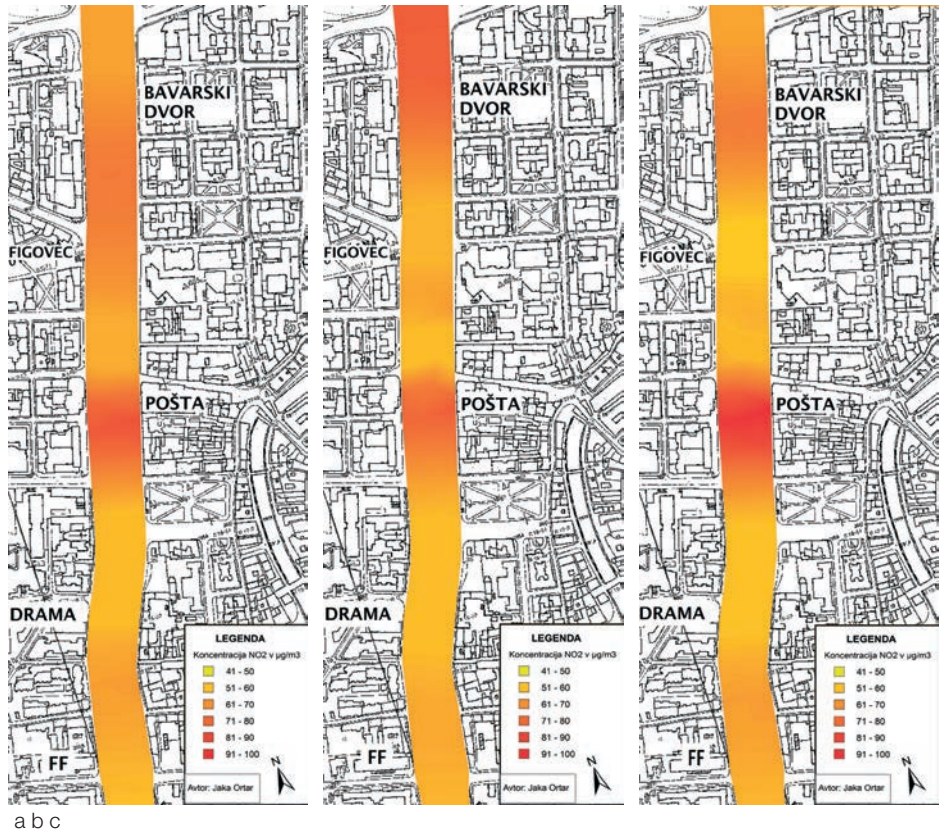 BAVARSKI
DVOR
FIGOVEC
POŠTA
DRAMA
FF
LEGENDA
Koncentracija NO2 v µg/m3
41 - 50
51 - 60
61 - 70
71 - 80
81 - 90
91 - 100
N
Avtor: Jaka Ortar
BAVARSKI
DVOR
FIGOVEC
POŠTA
DRAMA
FF
LEGENDA
Koncentracija NO2 v µg/m3
41 - 50
51 - 60
61 - 70
71 - 80
81 - 90
91 - 100
N
Avtor: Jaka Ortar
BAVARSKI
DVOR
FIGOVEC
POŠTA
DRAMA
FF
LEGENDA
Koncentracija NO2 v µg/m3
41 - 50
51 - 60
61 - 70
71 - 80
81 - 90
91 - 100
N
Avtor: Jaka Ortar
a b c